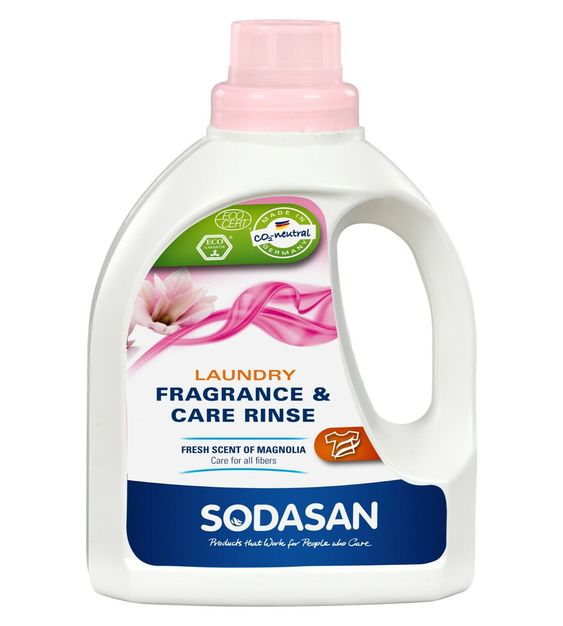 ECO
CERT
MADE IN
CO₂-neutral
GERMANY
ECO
GARANTIE
LAUNDRY
FRAGRANCE &
CARE RINSE
FRESH SCENT OF MAGNOLIA
Care for all fibers
SODASAN
Products that Work for People who Care